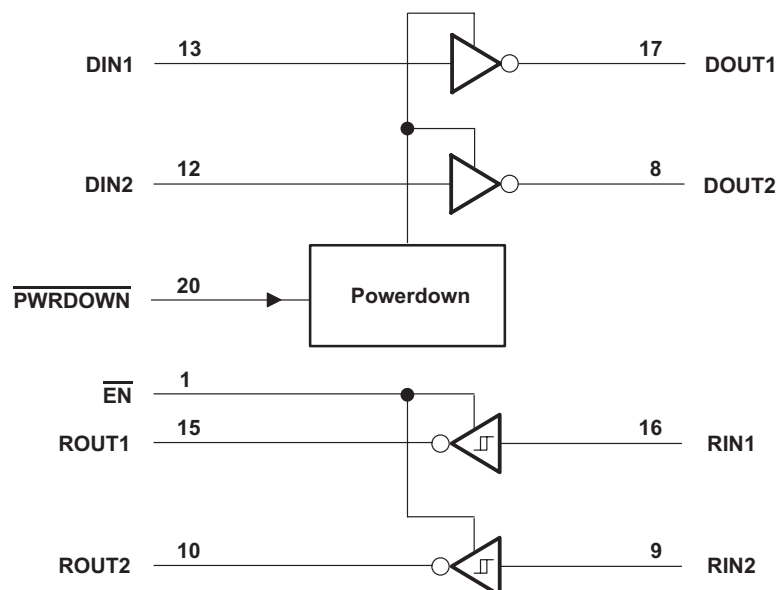 DIN1 13 17 DOUT1
DIN2 12 8 DOUT2
PWRDOWN 20 Powerdown
EN 1
ROUT1 15 16 RIN1
ROUT2 10 9 RIN2